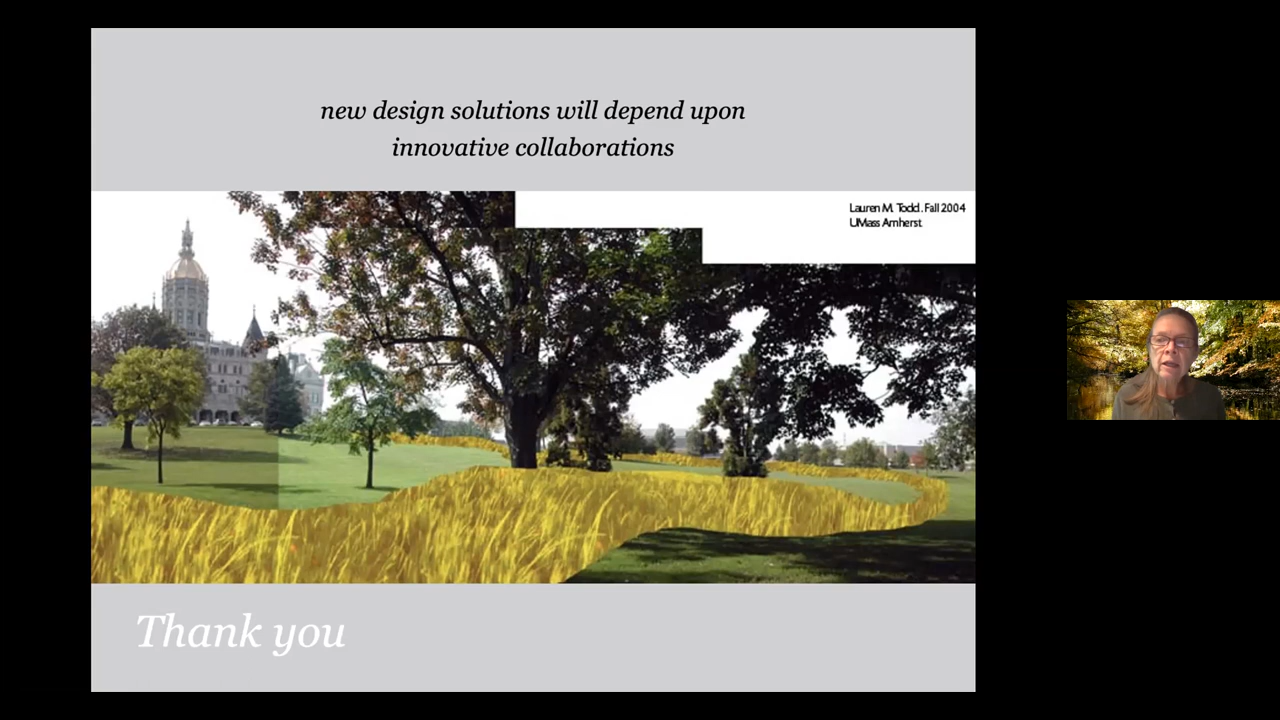 new design solutions will depend upon
innovative collaborations
Lauren M. Todd . Fall 2004
UMass Amherst
Thank you